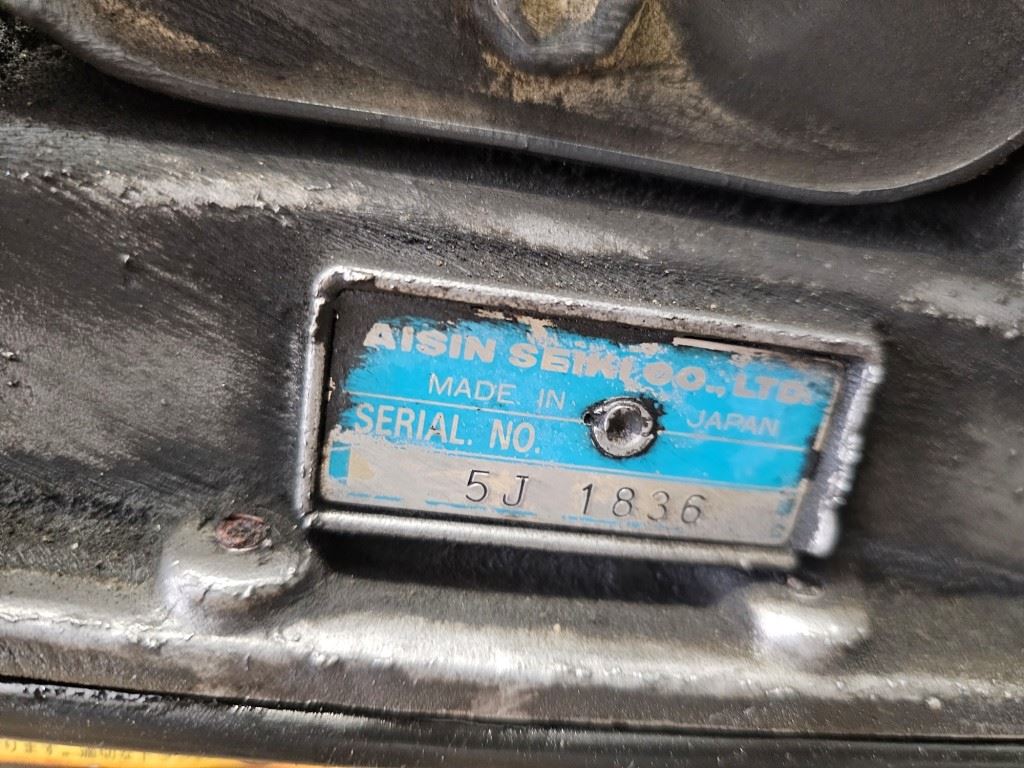 AISIN SEIKI CO., LTD.
MADE IN JAPAN
SERIAL. NO.
5J 1836